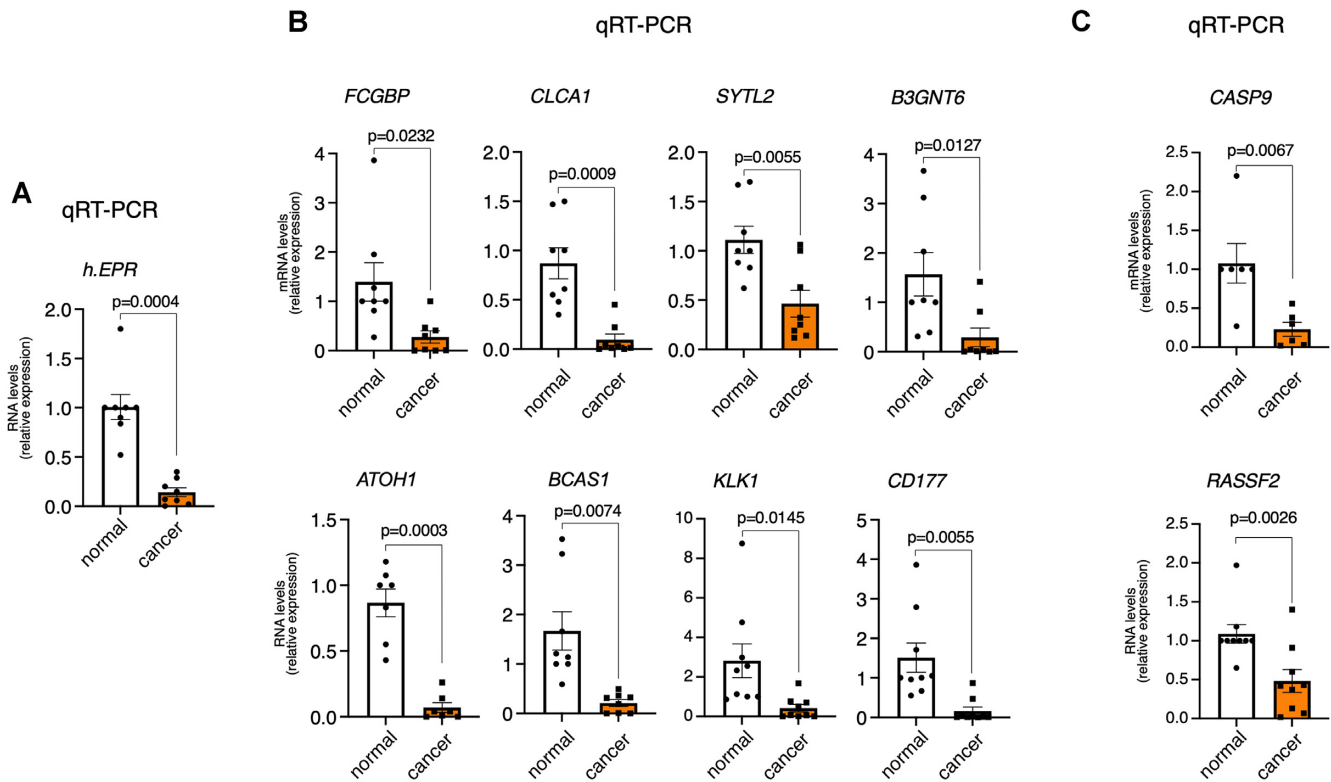 A
qRT-PCR
h.EPR
p=0.0004
RNA levels
(relative expression)
2.0
1.5
1.0
0.5
0.0
normal
cancer
B
qRT-PCR
FCGBP
p=0.0232
mRNA levels
(relative expression)
4
3
2
1
0
normal
cancer
CLCA1
p=0.0009
2.0
1.5
1.0
0.5
0.0
normal
cancer
SYTL2
p=0.0055
2.0
1.5
1.0
0.5
0.0
normal
cancer
B3GNT6
p=0.0127
4
3
2
1
0
normal
cancer
ATOH1
p=0.0003
RNA levels
(relative expression)
1.5
1.0
0.5
0.0
normal
cancer
BCAS1
p=0.0074
4
3
2
1
0
normal
cancer
KLK1
p=0.0145
10
8
6
4
2
0
normal
cancer
CD177
p=0.0055
5
4
3
2
1
0
normal
cancer
C
qRT-PCR
CASP9
p=0.0067
mRNA levels
(relative expression)
2.5
2.0
1.5
1.0
0.5
0.0
normal
cancer
RASSF2
p=0.0026
RNA levels
(relative expression)
2.5
2.0
1.5
1.0
0.5
0.0
normal
cancer